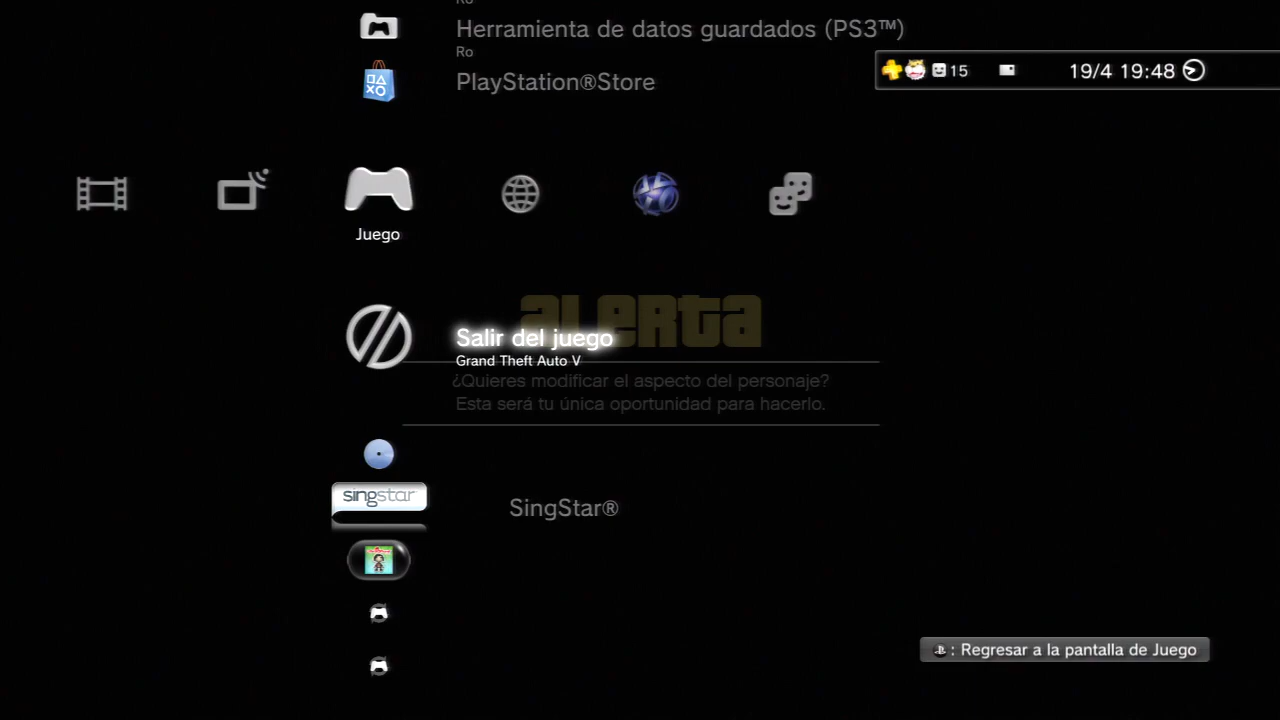 Ro
Herramienta de datos guardados (PS3™)
Ro
PlayStation®Store
15
19/4 19:48
Juego
alerta
Salir del juego
Grand Theft Auto V
¿Quieres modificar el aspecto del personaje?
Esta será tu única oportunidad para hacerlo.
singstar
SingStar®
: Regresar a la pantalla de Juego